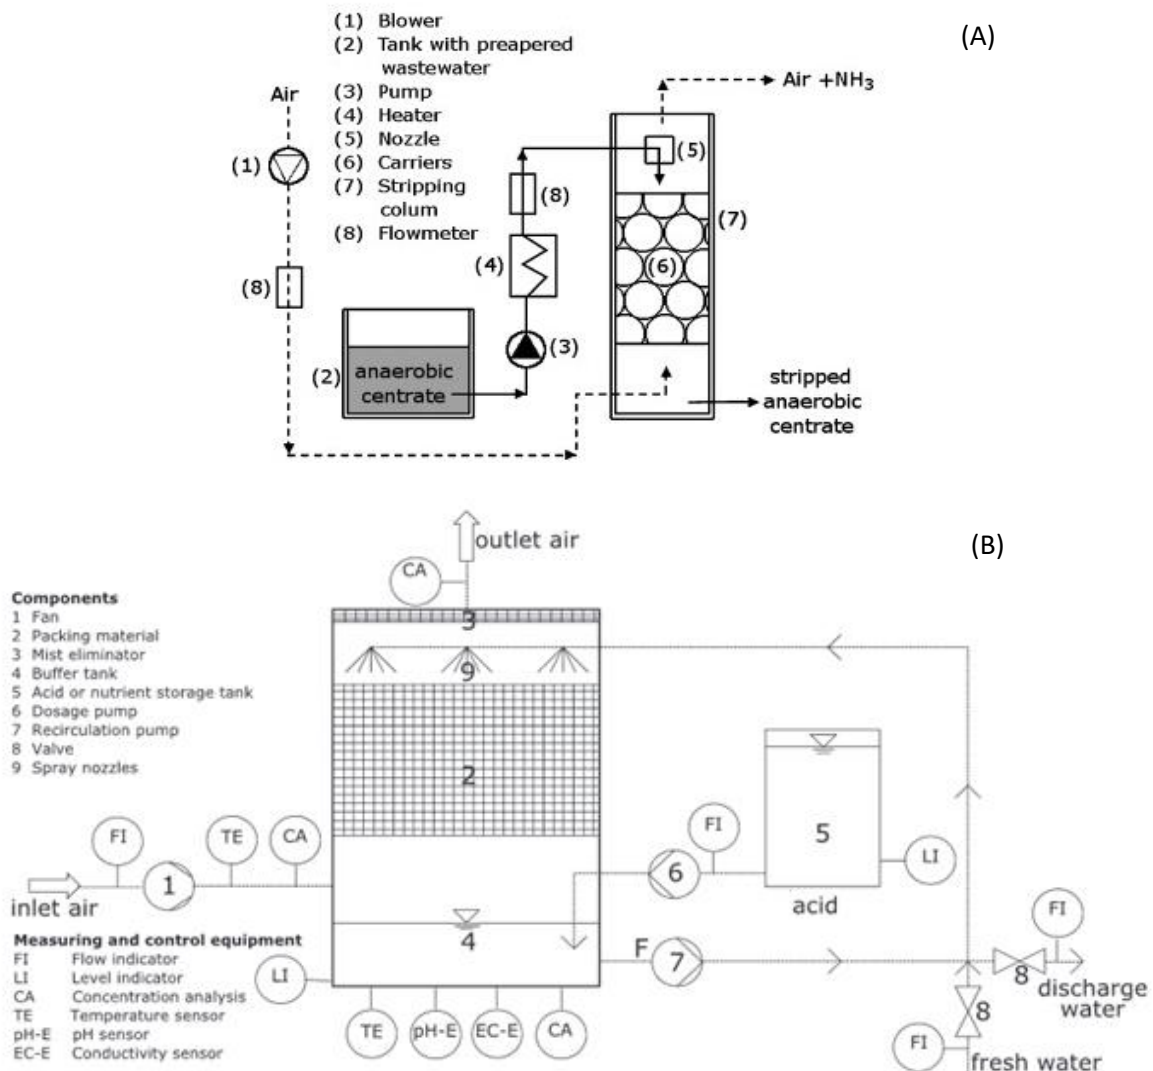 (A)
(1) Blower
(2) Tank with preapered
wastewater
(3) Pump
(4) Heater
(5) Nozzle
(6) Carriers
(7) Stripping
colum
(8) Flowmeter
Air
Air +NH₃
(1)
(5)
(8)
(7)
(4)
(6)
(8)
(3)
(2)
anaerobic
centrate
stripped
anaerobic
centrate
(B)
outlet air
CA
3
9
Components
1 Fan
2 Packing material
3 Mist eliminator
4 Buffer tank
5 Acid or nutrient storage tank
6 Dosage pump
7 Recirculation pump
8 Valve
9 Spray nozzles
2
FI
TE
CA
1
inlet air
FI
6
5
LI
acid
4
F
7
FI
8
discharge
water
8
FI
fresh water
Measuring and control equipment
FI Flow indicator
LI Level indicator
CA Concentration analysis
TE Temperature sensor
pH-E pH sensor
EC-E Conductivity sensor
LI
TE
pH-E
EC-E
CA